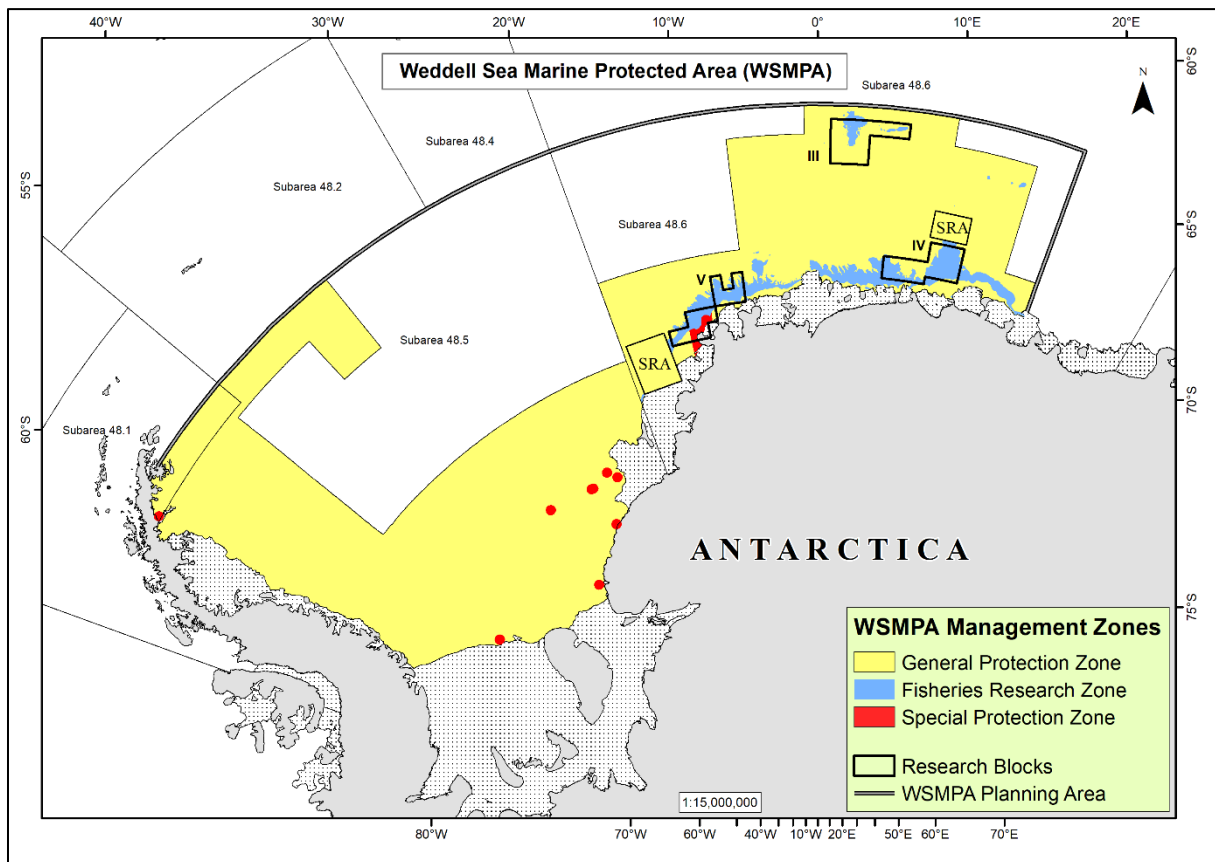 40°W 30°W 20°W 10°W 0° 10°E 20°E
Weddell Sea Marine Protected Area (WSMPA)
N
60°S
Subarea 48.6
Subarea 48.4
III
55°S
Subarea 48.2
Subarea 48.6
SRA
65°S
IV
V
Subarea 48.5
SRA
70°S
60°S
Subarea 48.1
ANTARCTICA
75°S
WSMPA Management Zones
General Protection Zone
Fisheries Research Zone
Special Protection Zone
Research Blocks
WSMPA Planning Area
1:15,000,000
80°W 70°W 60°W 40°W 10°W 20°E 50°E 60°E 70°E